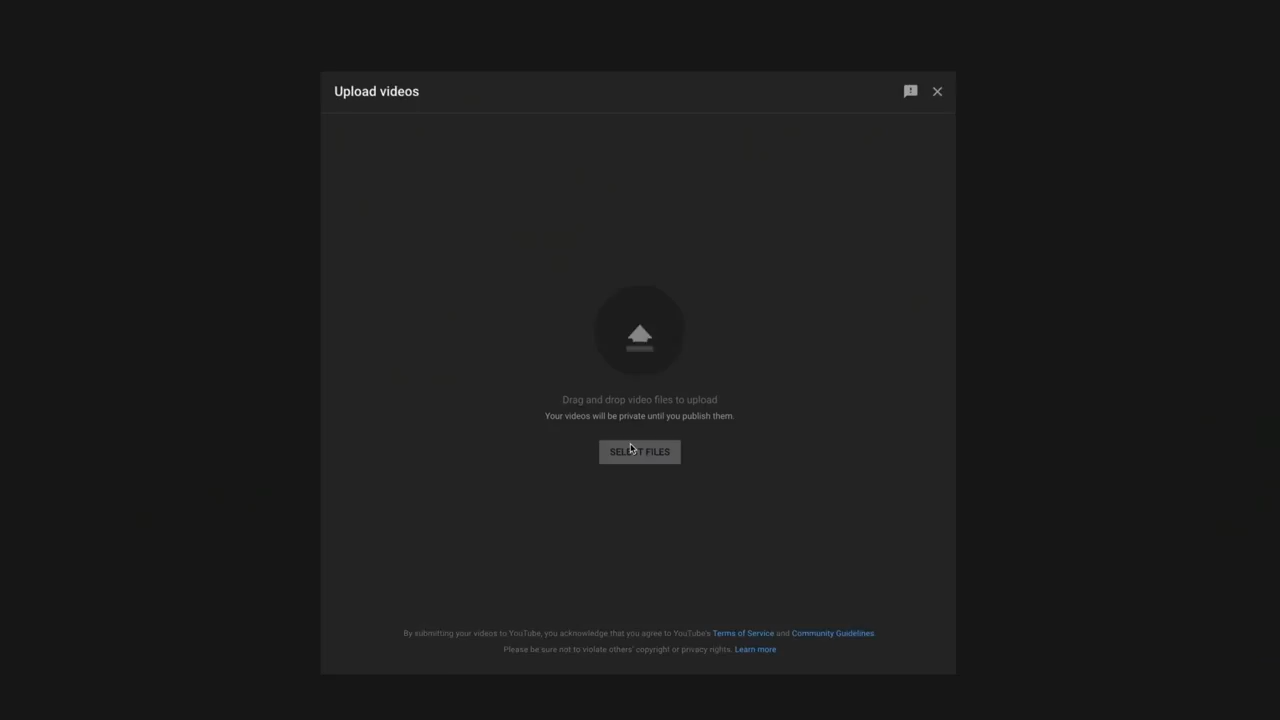 Upload videos
Drag and drop video files to upload
Your videos will be private until you publish them.
SELECT FILES
By submitting your videos to YouTube, you acknowledge that you agree to YouTube's Terms of Service and Community Guidelines.
Please be sure not to violate others' copyright or privacy rights. Learn more